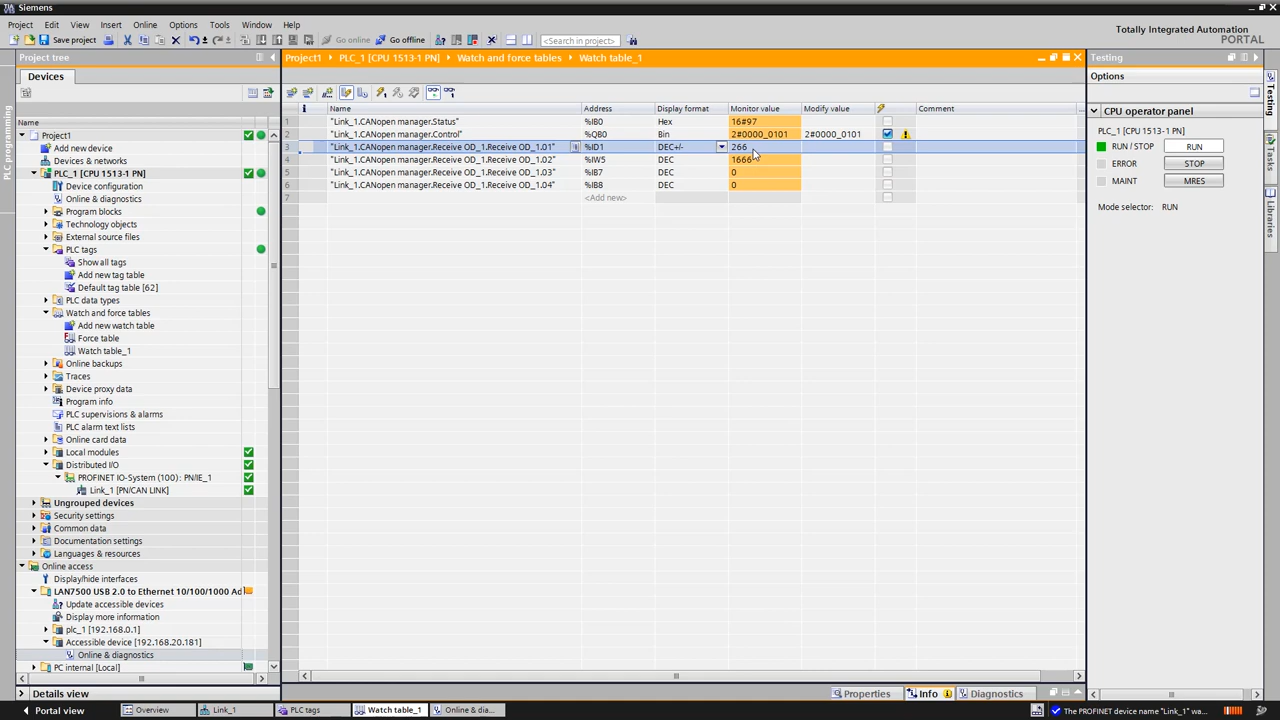 Siemens
Project Edit View Insert Online Options Tools Window Help
Save project Go online Go offline <Search in project>
Totally Integrated Automation
PORTAL
Project tree
Project1 PLC_1 [CPU 1513-1 PN] Watch and force tables Watch table_1
Testing
Devices
Options
Name
Project1
Add new device
Devices & networks
PLC_1 [CPU 1513-1 PN]
Device configuration
Online & diagnostics
Program blocks
Technology objects
External source files
PLC tags
Show all tags
Add new tag table
Default tag table [62]
PLC data types
Watch and force tables
Add new watch table
Force table
Watch table_1
Online backups
Traces
Device proxy data
Program info
PLC supervisions & alarms
PLC alarm text lists
Online card data
Local modules
Distributed I/O
PROFINET IO-System (100): PN/IE_1
Link_1 [PN/CAN LINK]
Ungrouped devices
Security settings
Common data
Documentation settings
Languages & resources
Online access
Display/hide interfaces
LAN7500 USB 2.0 to Ethernet 10/100/1000 Ad
Update accessible devices
Display more information
plc_1 [192.168.0.1]
Accessible device [192.168.20.181]
Online & diagnostics
PC internal [Local]
Details view
PLC programming
i Name Address Display format Monitor value Modify value Comment
1 "Link_1.CANopen manager.Status" %IB0 Hex 16#97
2 "Link_1.CANopen manager.Control" %QB0 Bin 2#0000_0101 2#0000_0101
3 "Link_1.CANopen manager.Receive OD_1.Receive OD_1.01" %ID1 DEC+/- 266
4 "Link_1.CANopen manager.Receive OD_1.Receive OD_1.02" %IW5 DEC 1666
5 "Link_1.CANopen manager.Receive OD_1.Receive OD_1.03" %IB7 DEC 0
6 "Link_1.CANopen manager.Receive OD_1.Receive OD_1.04" %IB8 DEC 0
7 <Add new>
CPU operator panel
PLC_1 [CPU 1513-1 PN]
RUN / STOP RUN
ERROR STOP
MAINT MRES
Mode selector: RUN
Testing
Tasks
Libraries
Properties Info Diagnostics
Portal view Overview Link_1 PLC tags Watch table_1 Online & dia... The PROFINET device name "Link_1" wa...